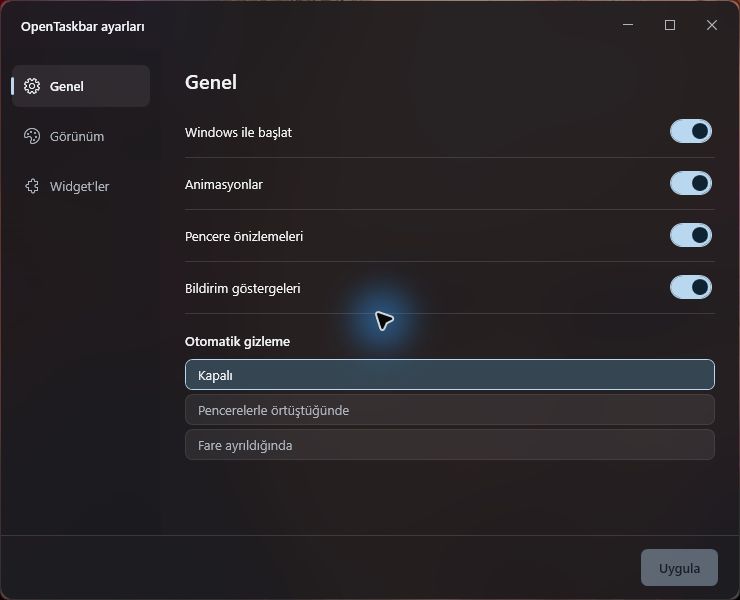 OpenTaskbar ayarları
Genel
Görünüm
Widget'ler
Genel
Windows ile başlat
Animasyonlar
Pencere önizlemeleri
Bildirim göstergeleri
Otomatik gizleme
Kapalı
Pencerelerle örtüştüğünde
Fare ayrıldığında
Uygula